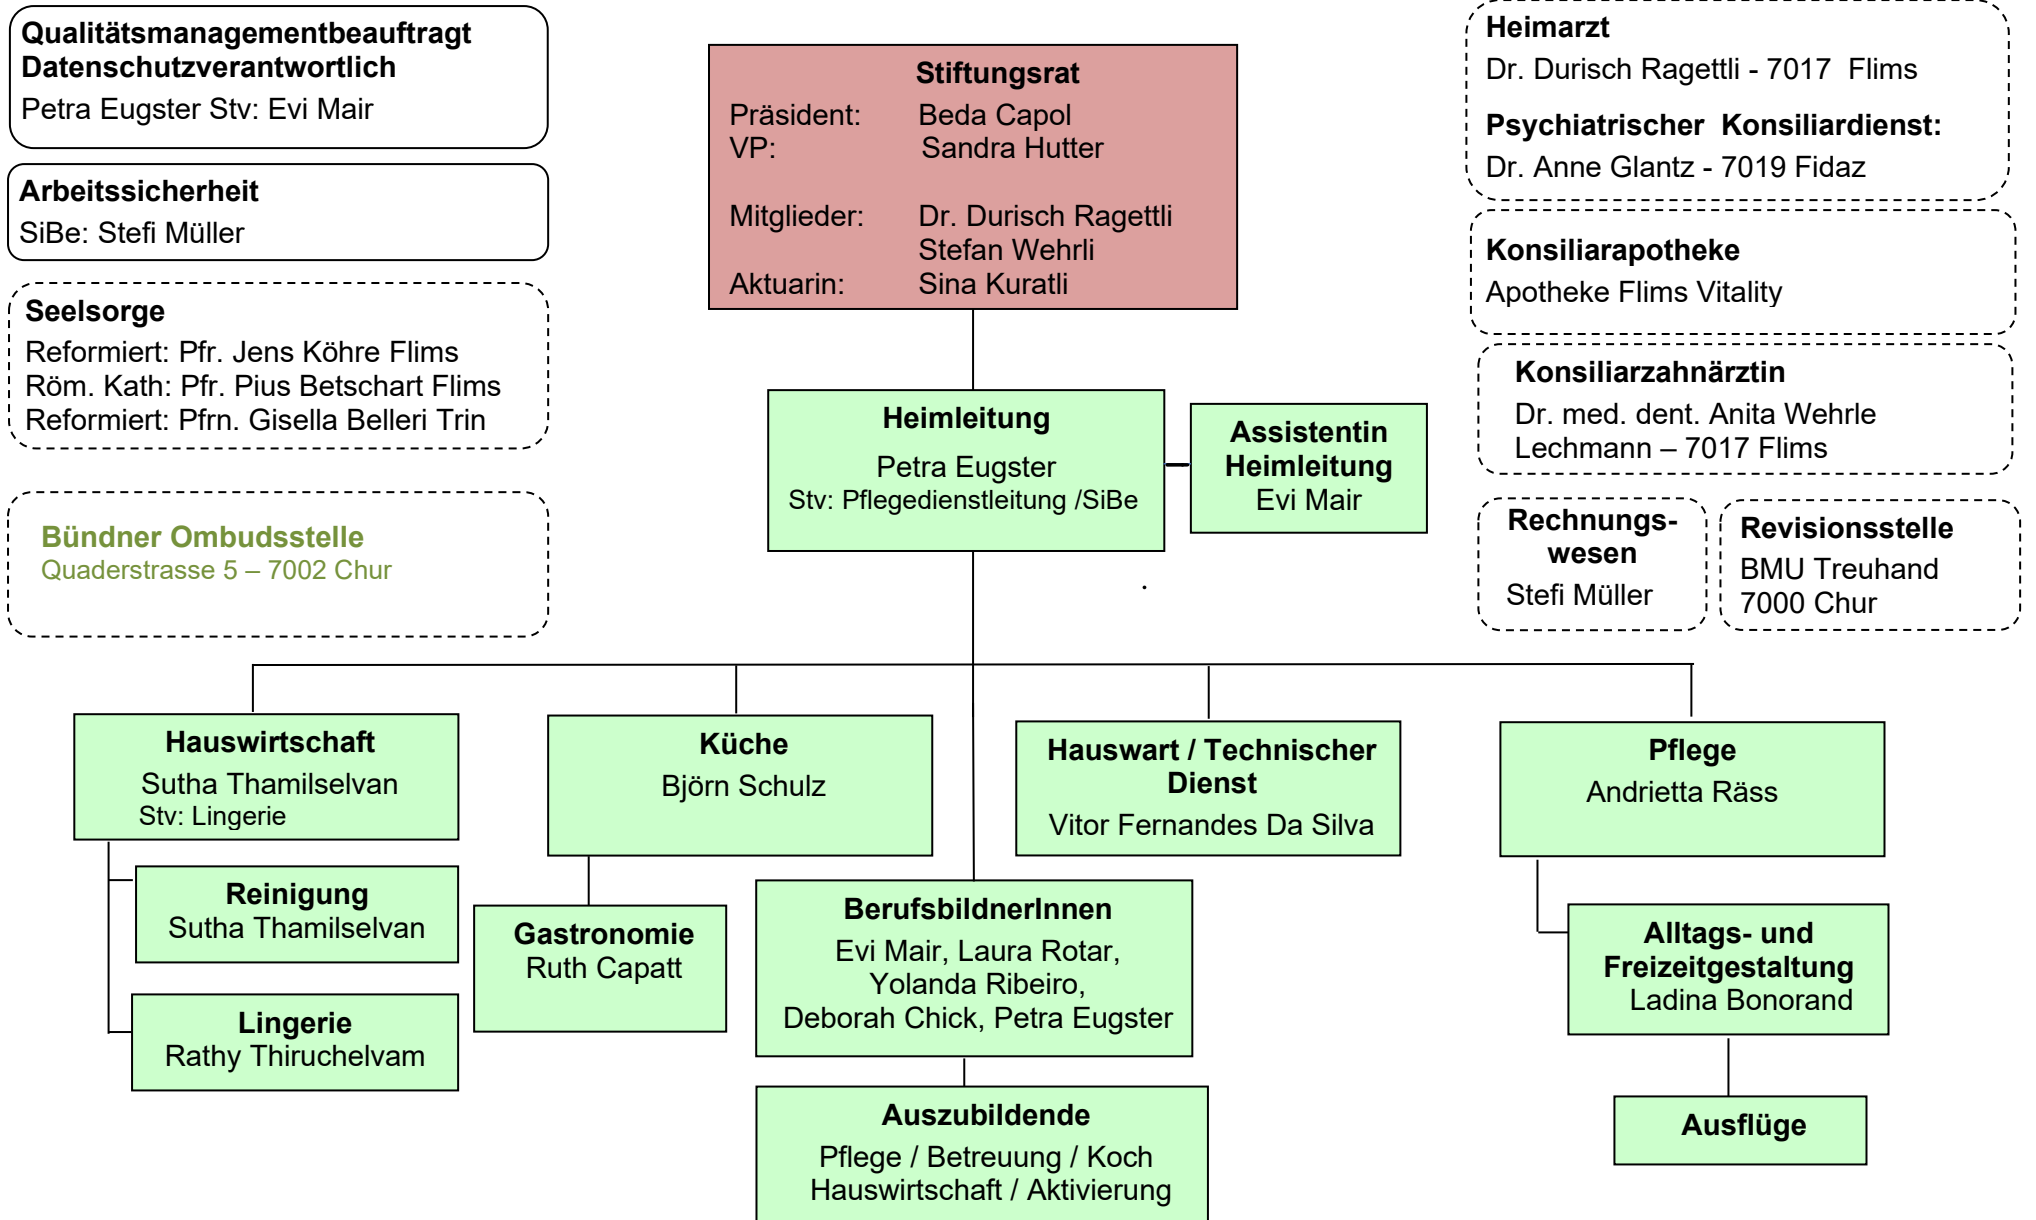 Qualitätsmanagementbeauftragt
Datenschutzverantwortlich
Petra Eugster Stv: Evi Mair
Arbeitssicherheit
SiBe: Stefi Müller
Seelsorge
Reformiert: Pfr. Jens Köhre Flims
Röm. Kath: Pfr. Pius Betschart Flims
Reformiert: Pfrn. Gisella Belleri Trin
Bündner Ombudsstelle
Quaderstrasse 5 – 7002 Chur
Stiftungsrat
Präsident: Beda Capol
VP: Sandra Hutter
Mitglieder: Dr. Durisch Ragettli
Stefan Wehrli
Aktuarin: Sina Kuratli
Heimleitung
Petra Eugster
Stv: Pflegedienstleitung /SiBe
Assistentin
Heimleitung
Evi Mair
Heimarzt
Dr. Durisch Ragettli - 7017 Flims
Psychiatrischer Konsiliardienst:
Dr. Anne Glantz - 7019 Fidaz
Konsiliarapotheke
Apotheke Flims Vitality
Konsiliarzahnärztin
Dr. med. dent. Anita Wehrle
Lechmann – 7017 Flims
Rechnungs-
wesen
Stefi Müller
Revisionsstelle
BMU Treuhand
7000 Chur
Hauswirtschaft
Sutha Thamilselvan
Stv: Lingerie
Reinigung
Sutha Thamilselvan
Lingerie
Rathy Thiruchelvam
Küche
Björn Schulz
Gastronomie
Ruth Capatt
BerufsbildnerInnen
Evi Mair, Laura Rotar,
Yolanda Ribeiro,
Deborah Chick, Petra Eugster
Auszubildende
Pflege / Betreuung / Koch
Hauswirtschaft / Aktivierung
Hauswart / Technischer
Dienst
Vitor Fernandes Da Silva
Pflege
Andrietta Räss
Alltags- und
Freizeitgestaltung
Ladina Bonorand
Ausflüge